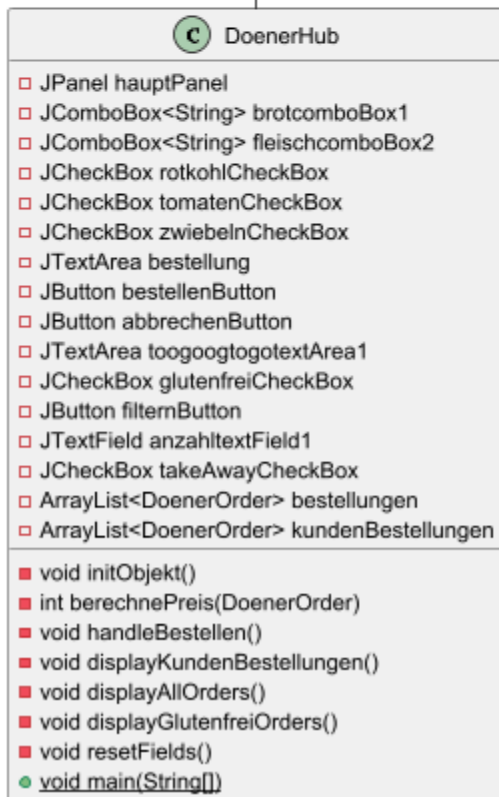 C DoenerHub
JPanel hauptPanel
JComboBox<String> brotcomboBox1
JComboBox<String> fleischcomboBox2
JCheckBox rotkohlCheckBox
JCheckBox tomatenCheckBox
JCheckBox zwiebelnCheckBox
JTextArea bestellung
JButton bestellenButton
JButton abbrechenButton
JTextArea toogoogtogotextArea1
JCheckBox glutenfreiCheckBox
JButton filternButton
JTextField anzahltextField1
JCheckBox takeAwayCheckBox
ArrayList<DoenerOrder> bestellungen
ArrayList<DoenerOrder> kundenBestellungen
void initObjekt()
int berechnePreis(DoenerOrder)
void handleBestellen()
void displayKundenBestellungen()
void displayAllOrders()
void displayGlutenfreiOrders()
void resetFields()
void main(String[])